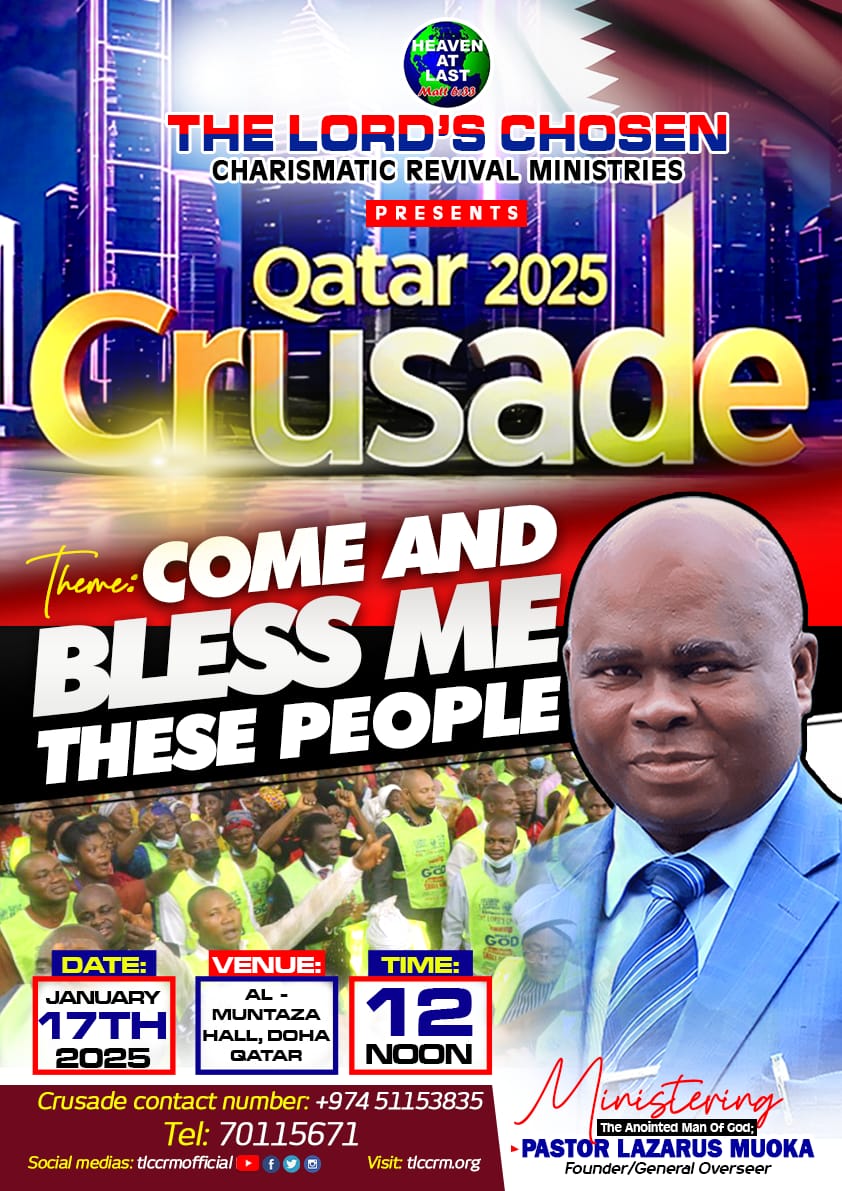 HEAVEN
AT
LAST
Matt 6:33
THE LORD'S CHOSEN
CHARISMATIC REVIVAL MINISTRIES
PRESENTS
Qatar 2025
Crusade
Theme: COME AND
BLESS ME
THESE PEOPLE
DATE:
JANUARY
17TH
2025
VENUE:
AL -
MUNTAZA
HALL, DOHA
QATAR
TIME:
12
NOON
Crusade contact number: +974 51153835
Tel: 70115671
Social medias: tlccrmofficial
Visit: tlccrm.org
Ministering
The Anointed Man Of God;
PASTOR LAZARUS MUOKA
Founder/General Overseer
GOD
GOD